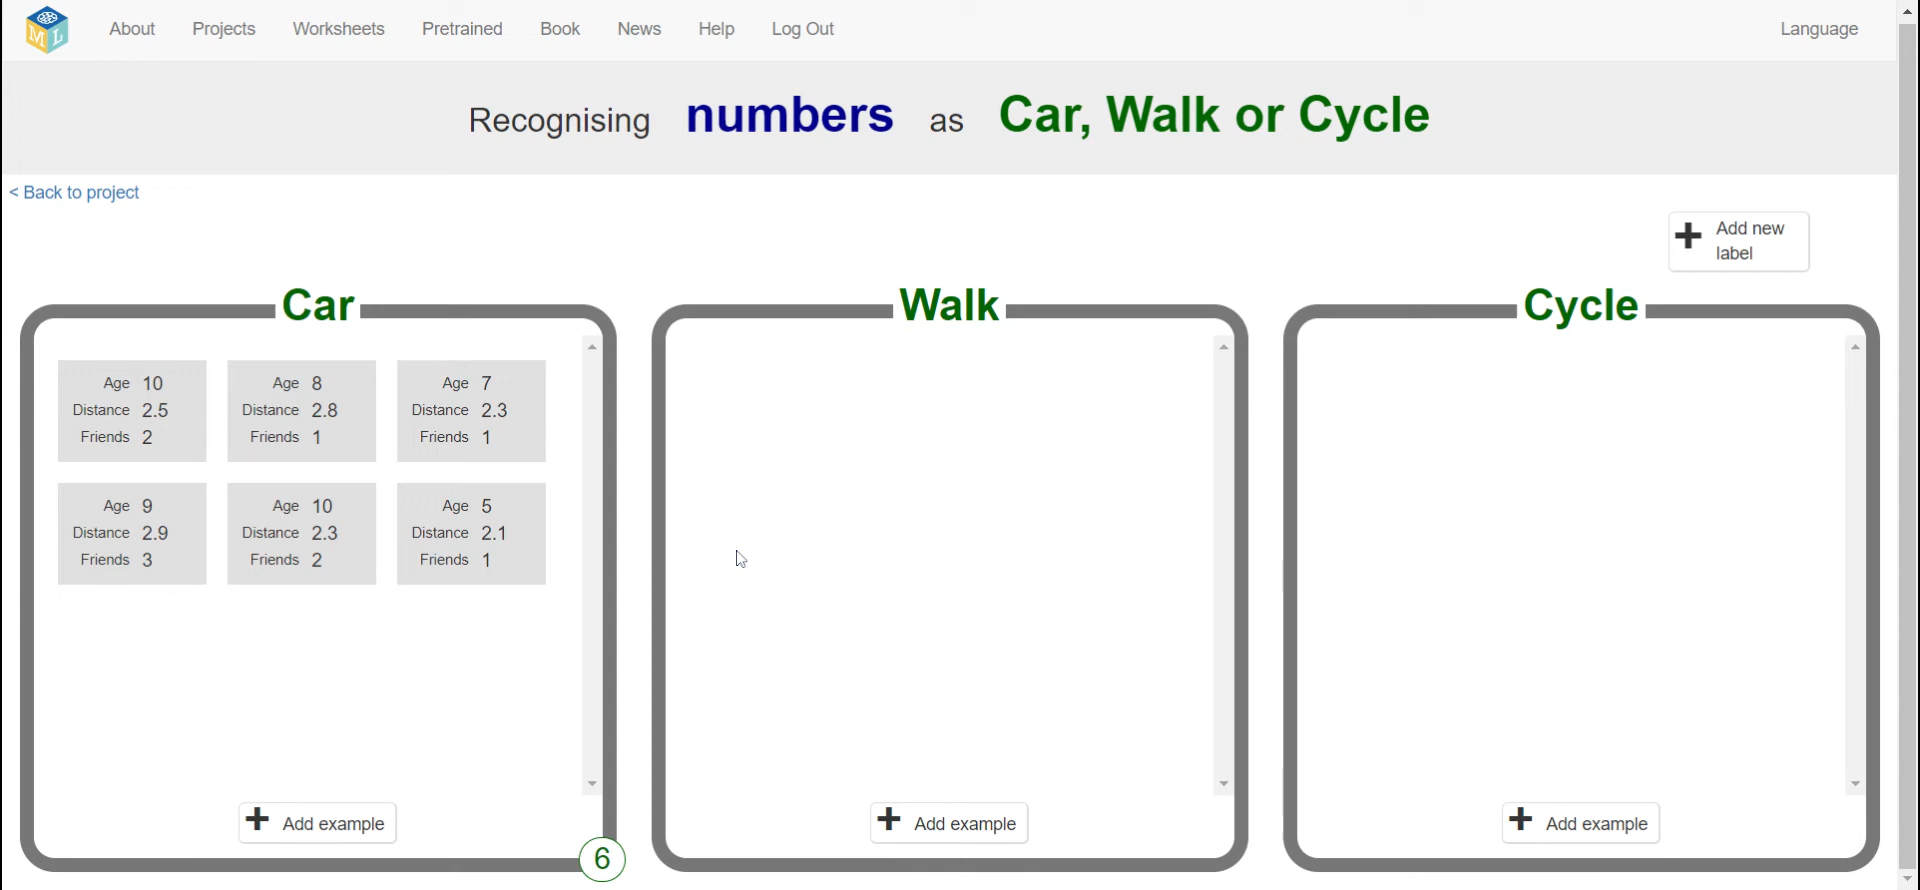 ML
About Projects Worksheets Pretrained Book News Help Log Out Language
Recognising numbers as Car, Walk or Cycle
< Back to project
Add new
label
Car
Age 10
Distance 2.5
Friends 2
Age 8
Distance 2.8
Friends 1
Age 7
Distance 2.3
Friends 1
Age 9
Distance 2.9
Friends 3
Age 10
Distance 2.3
Friends 2
Age 5
Distance 2.1
Friends 1
Add example
6
Walk
Add example
Cycle
Add example